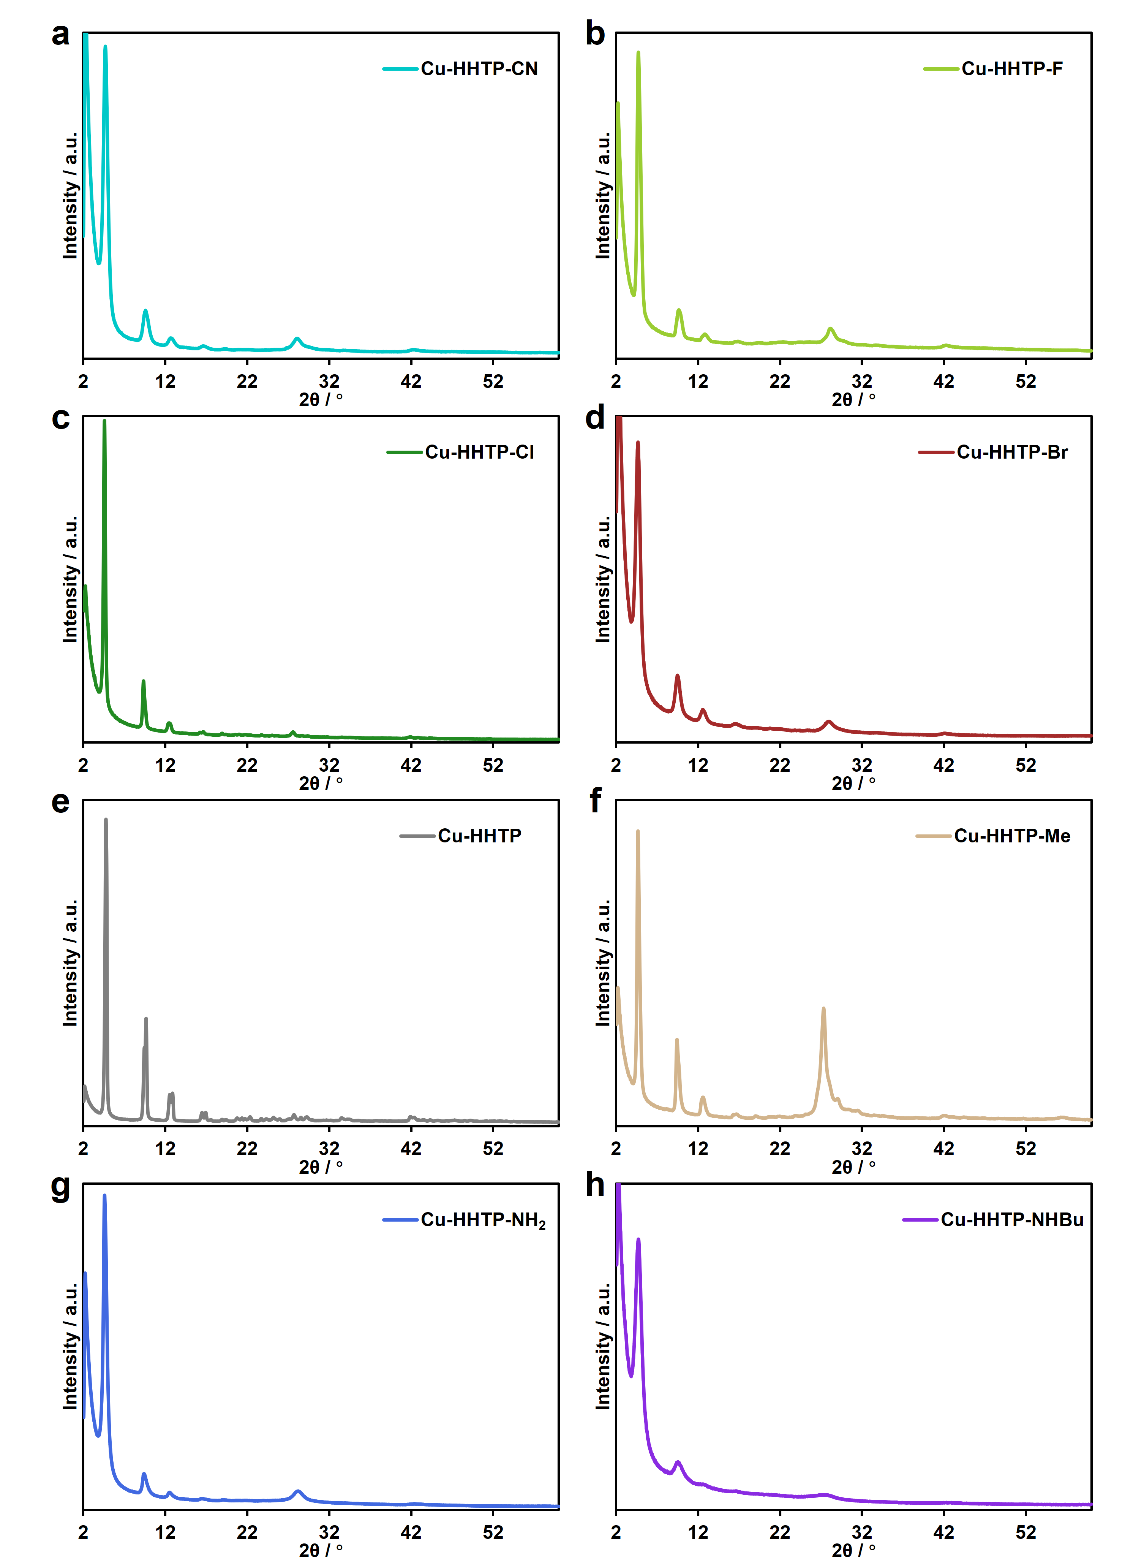 a
Cu-HHTP-CN
Intensity / a.u.
2 12 22 32 42 52
2θ / °
b
Cu-HHTP-F
Intensity / a.u.
2 12 22 32 42 52
2θ / °
c
Cu-HHTP-Cl
Intensity / a.u.
2 12 22 32 42 52
2θ / °
d
Cu-HHTP-Br
Intensity / a.u.
2 12 22 32 42 52
2θ / °
e
Cu-HHTP
Intensity / a.u.
2 12 22 32 42 52
2θ / °
f
Cu-HHTP-Me
Intensity / a.u.
2 12 22 32 42 52
2θ / °
g
Cu-HHTP-NH₂
Intensity / a.u.
2 12 22 32 42 52
2θ / °
h
Cu-HHTP-NHBu
Intensity / a.u.
2 12 22 32 42 52
2θ / °